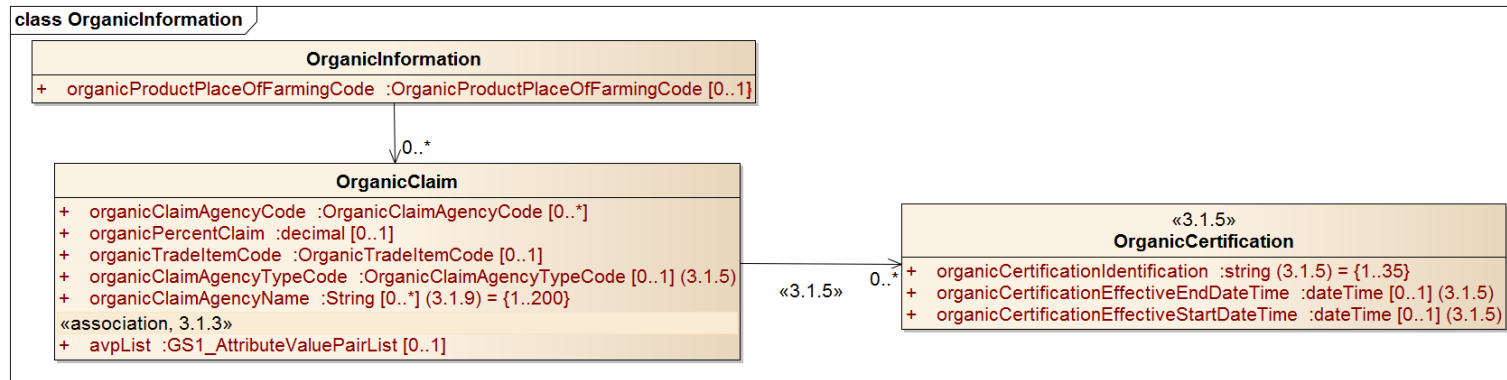 class OrganicInformation
OrganicInformation
+ organicProductPlaceOfFarmingCode :OrganicProductPlaceOfFarmingCode [0..1]
0..*
OrganicClaim
+ organicClaimAgencyCode :OrganicClaimAgencyCode [0..*]
+ organicPercentClaim :decimal [0..1]
+ organicTradeItemCode :OrganicTradeItemCode [0..1]
+ organicClaimAgencyTypeCode :OrganicClaimAgencyTypeCode [0..1] (3.1.5)
+ organicClaimAgencyName :String [0..*] (3.1.9) = {1..200}
«association, 3.1.3»
+ avpList :GS1_AttributeValuePairList [0..1]
«3.1.5»
0..*
«3.1.5»
OrganicCertification
+ organicCertificationIdentification :string (3.1.5) = {1..35}
+ organicCertificationEffectiveEndDateTime :dateTime [0..1] (3.1.5)
+ organicCertificationEffectiveStartDateTime :dateTime [0..1] (3.1.5)